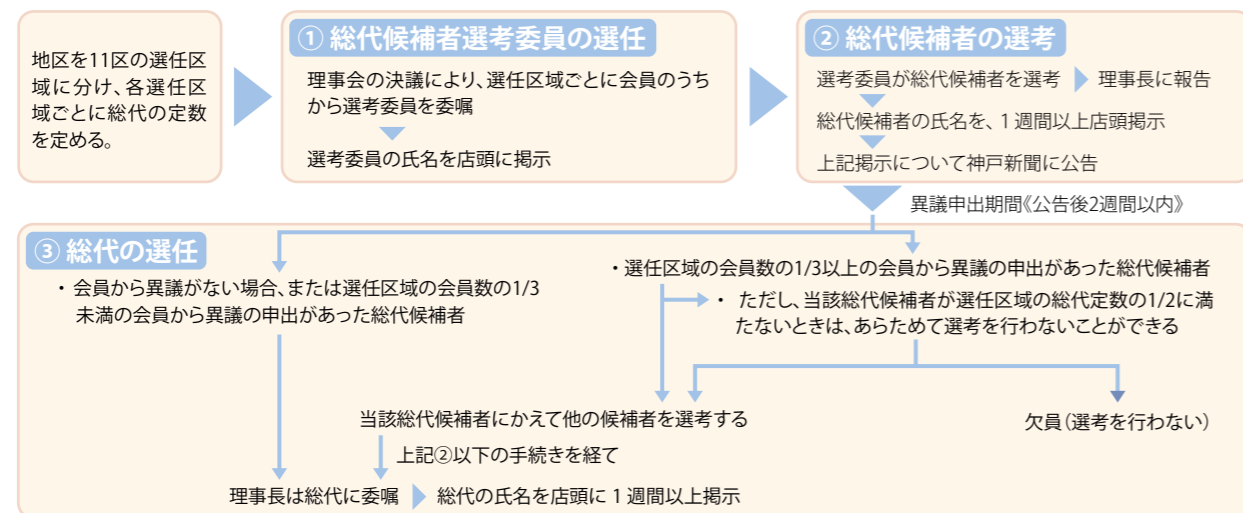 地区を11区の選任区
域に分け、各選任区
域ごとに総代の定数
を定める。
① 総代候補者選考委員の選任
理事会の決議により、選任区域ごとに会員のうち
から選考委員を委嘱
選考委員の氏名を店頭に掲示
② 総代候補者の選考
選考委員が総代候補者を選考 理事長に報告
総代候補者の氏名を、1週間以上店頭掲示
上記掲示について神戸新聞に公告
異議申出期間《公告後2週間以内》
③ 総代の選任
・会員から異議がない場合、または選任区域の会員数の1/3
未満の会員から異議の申出があった総代候補者
・選任区域の会員数の1/3以上の会員から異議の申出があった総代候補者
・ ただし、当該総代候補者が選任区域の総代定数の1/2に満
たないときは、あらためて選考を行わないことができる
当該総代候補者にかえて他の候補者を選考する
欠員(選考を行わない)
上記②以下の手続きを経て
理事長は総代に委嘱 総代の氏名を店頭に1週間以上掲示